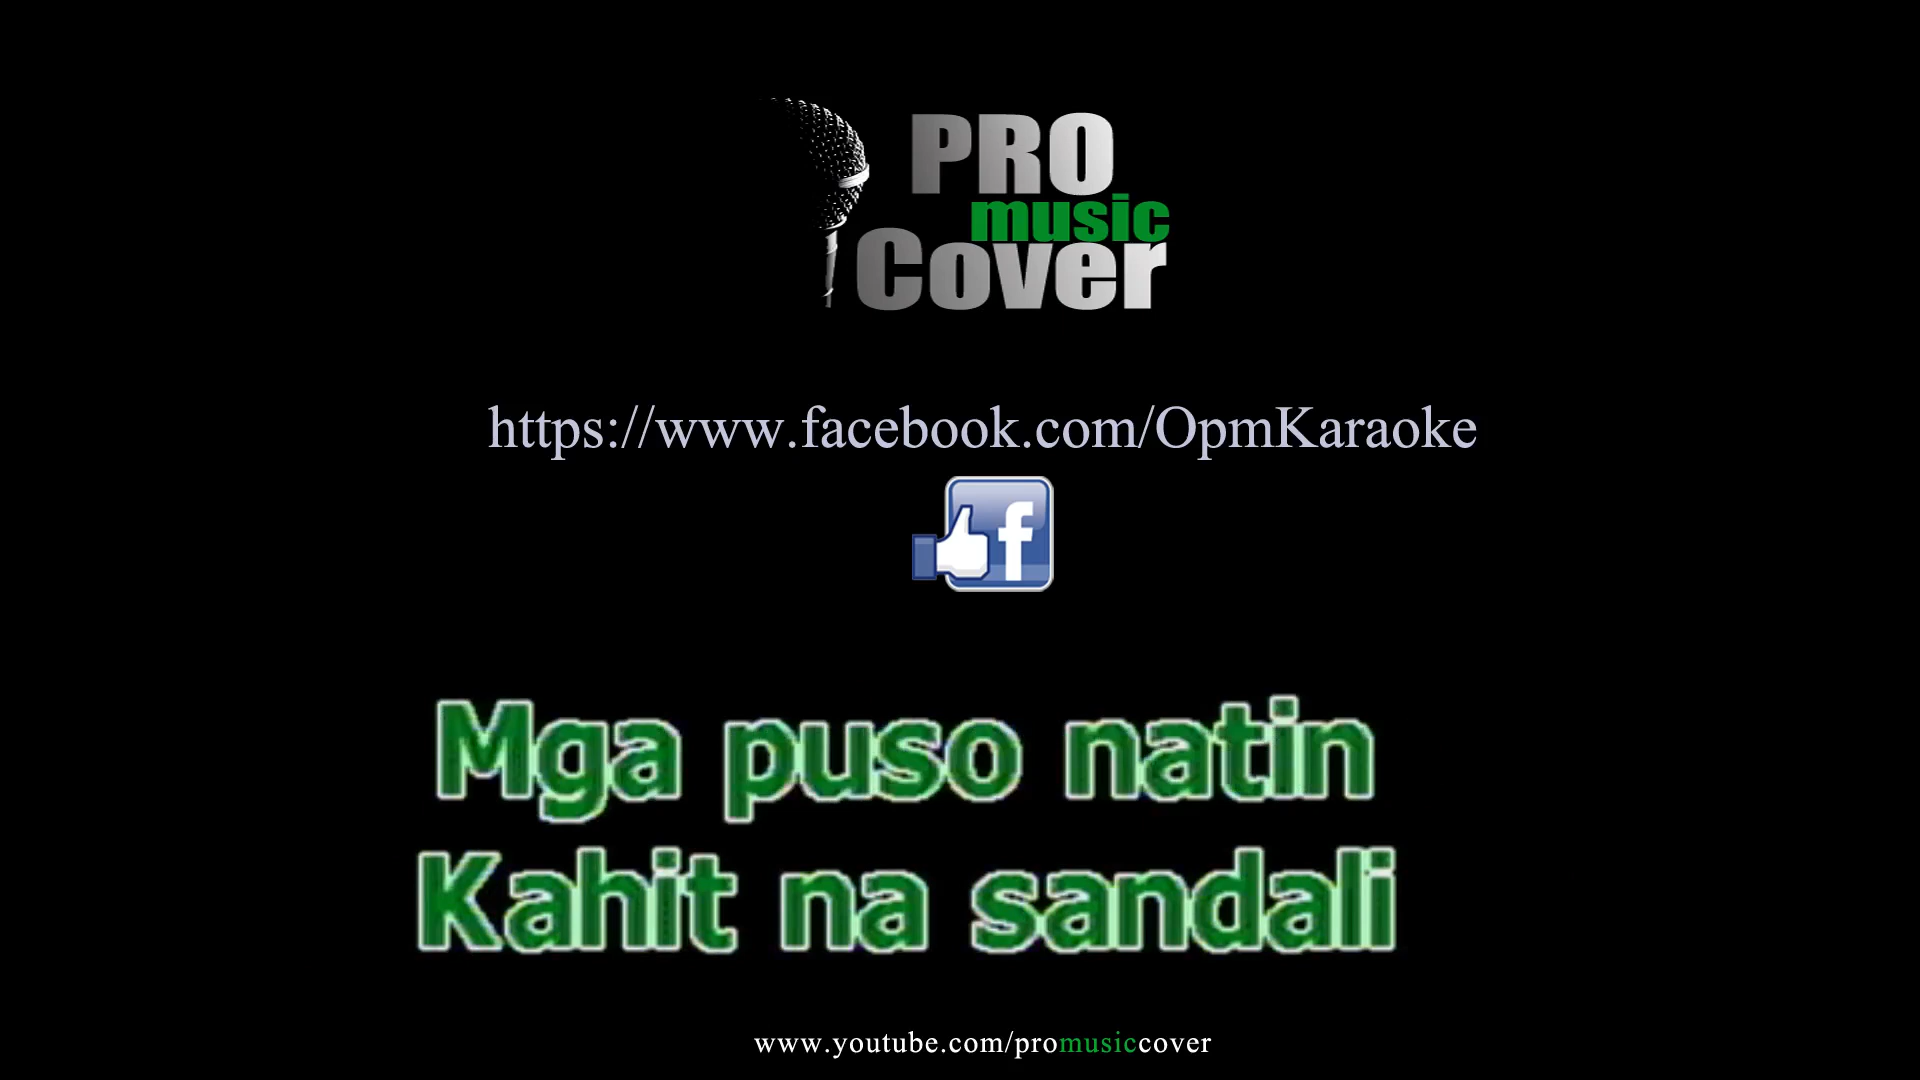 PRO
music
Cover
https://www.facebook.com/OpmKaraoke
f
Mga puso natin
Kahit na sandali
www.youtube.com/promusiccover